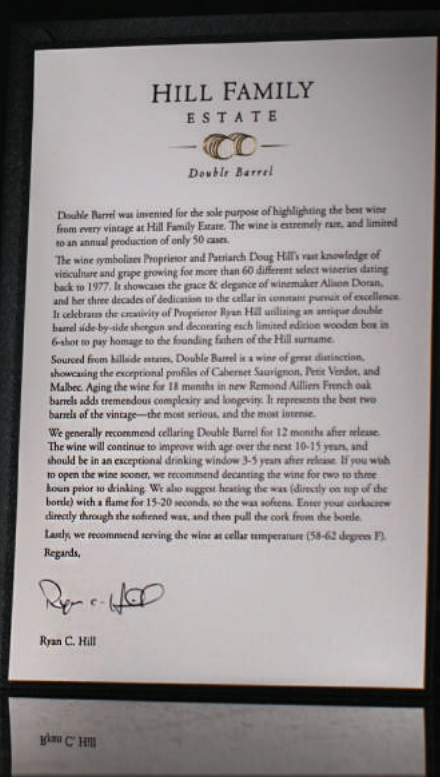 HILL FAMILY
ESTATE
Double Barrel
Double Barrel was invented for the sole purpose of highlighting the best wine
from every vintage at Hill Family Estate. The wine is extremely rare, and limited
to an annual production of only 50 cases.
The wine symbolizes Proprietor and Patriarch Doug Hill's vast knowledge of
viticulture and grape growing for more than 60 different select wineries dating
back to 1977. It showcases the grace & elegance of winemaker Alison Doran,
and her three decades of dedication to the cellar in constant pursuit of excellence.
It celebrates the creativity of Proprietor Ryan Hill utilizing an antique double
barrel side-by-side shotgun and decorating each limited edition wooden box in
6-shot to pay homage to the founding fathers of the Hill surname.
Sourced from hillside estates, Double Barrel is a wine of great distinction,
showcasing the exceptional profiles of Cabernet Sauvignon, Petit Verdot, and
Malbec. Aging the wine for 18 months in new Remond Alliers French oak
barrels adds tremendous complexity and longevity. It represents the best two
barrels of the vintage—the most serious, and the most intense.
We generally recommend cellaring Double Barrel for 12 months after release.
The wine will continue to improve with age over the next 10-15 years, and
should be in an exceptional drinking window 3-5 years after release. If you wish
to open the wine sooner, we recommend decanting the wine for two to three
hours prior to drinking. We also suggest heating the wax (directly on top of the
bottle) with a flame for 15-20 seconds, so the wax softens. Enter your corkscrew
directly through the softened wax, and then pull the cork from the bottle.
Lastly, we recommend serving the wine at cellar temperature (58-62 degrees F).
Regards,
Ryan C. Hill
Ryan C. Hill